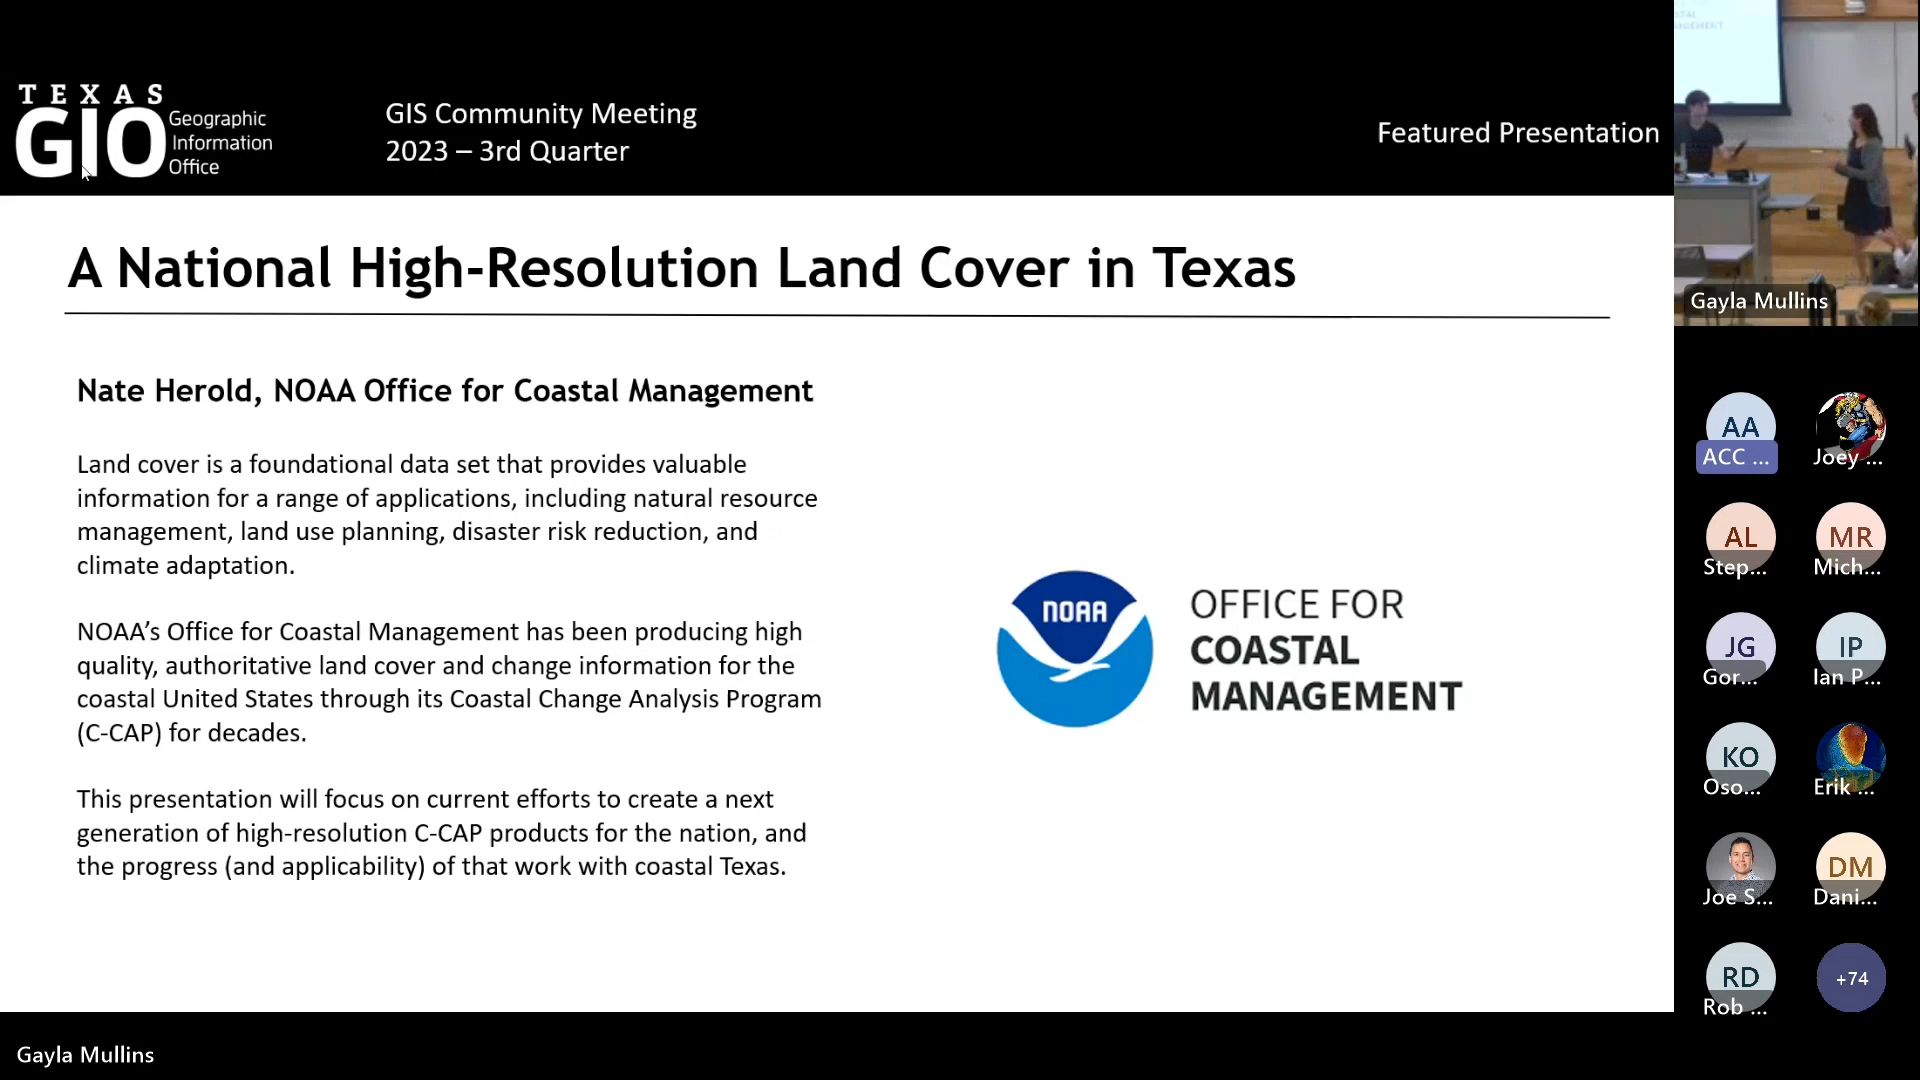 TEXAS
GIO
Geographic
Information
Office
GIS Community Meeting
2023 – 3rd Quarter
Featured Presentation
A National High-Resolution Land Cover in Texas
Nate Herold, NOAA Office for Coastal Management
Land cover is a foundational data set that provides valuable
information for a range of applications, including natural resource
management, land use planning, disaster risk reduction, and
climate adaptation.
NOAA’s Office for Coastal Management has been producing high
quality, authoritative land cover and change information for the
coastal United States through its Coastal Change Analysis Program
(C-CAP) for decades.
This presentation will focus on current efforts to create a next
generation of high-resolution C-CAP products for the nation, and
the progress (and applicability) of that work with coastal Texas.
NOAA
OFFICE FOR
COASTAL
MANAGEMENT
Gayla Mullins
AA
ACC ...
Joey ...
AL
Step...
MR
Mich...
JG
Gor...
IP
Ian P...
KO
Oso...
Erik ...
Joe S...
DM
Dani...
RD
Rob ...
+74
Gayla Mullins